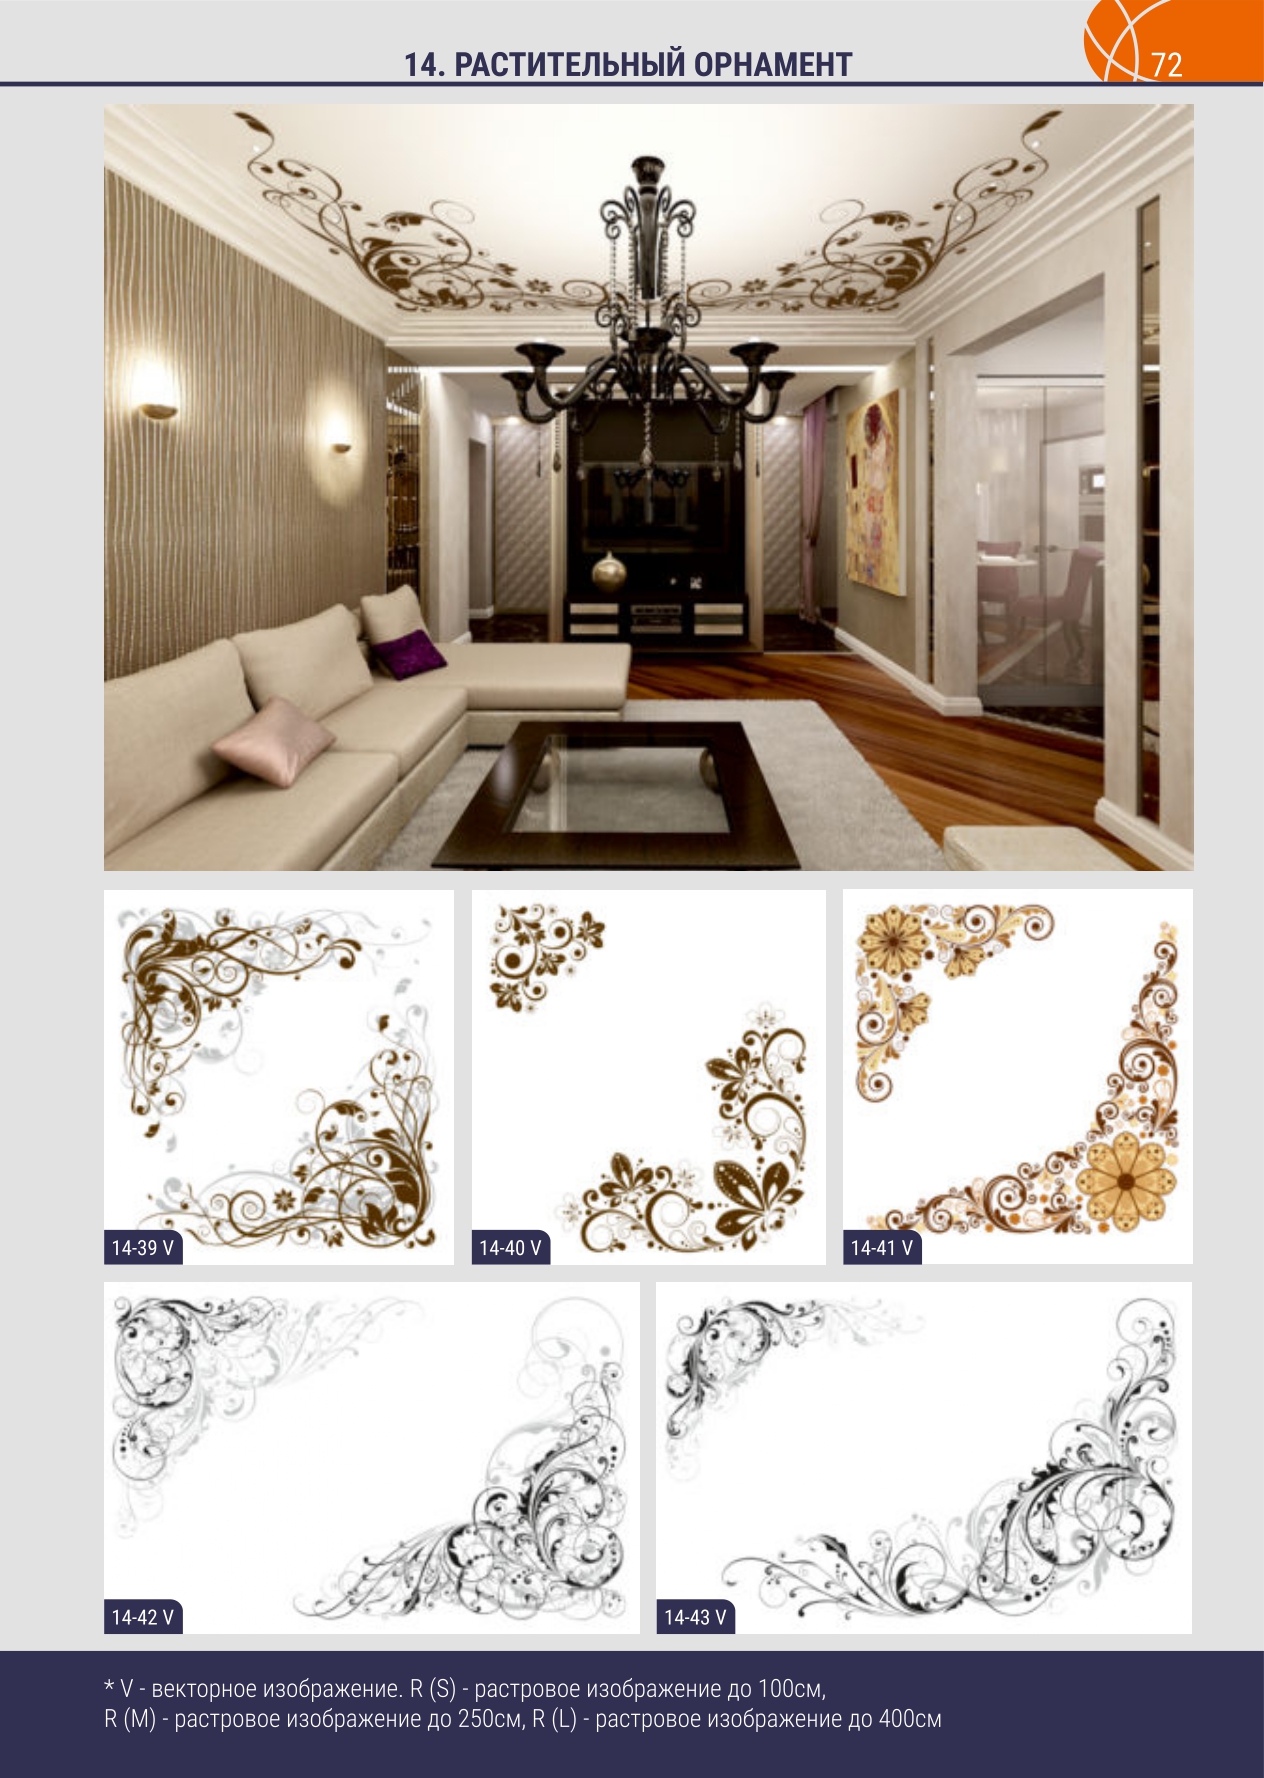 14. РАСТИТЕЛЬНЫЙ ОРНАМЕНТ
72
14-39 V
14-40 V
14-41 V
14-42 V
14-43 V
* V - векторное изображение. R (S) - растровое изображение до 100см,
R (M) - растровое изображение до 250см, R (L) - растровое изображение до 400см